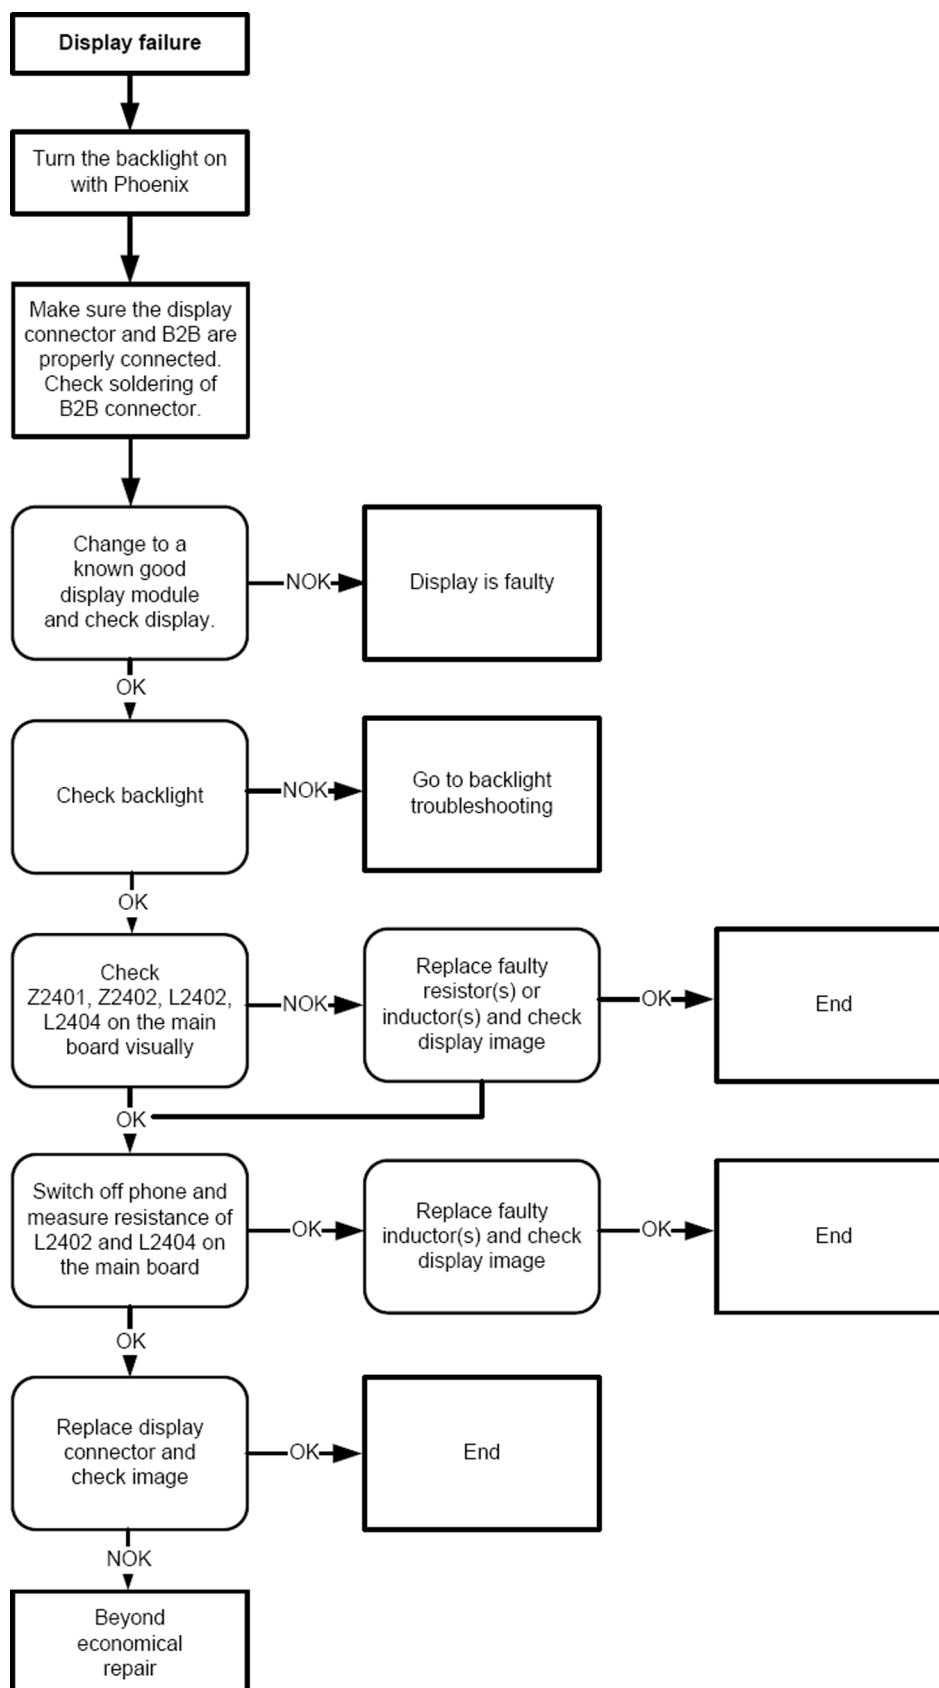 Display failure
Turn the backlight on
with Phoenix
Make sure the display
connector and B2B are
properly connected.
Check soldering of
B2B connector.
Change to a
known good
display module
and check display.
NOK
Display is faulty
OK
Check backlight
NOK
Go to backlight
troubleshooting
OK
Check
Z2401, Z2402, L2402,
L2404 on the main
board visually
NOK
Replace faulty
resistor(s) or
inductor(s) and check
display image
OK
End
OK
Switch off phone and
measure resistance of
L2402 and L2404 on
the main board
OK
Replace faulty
inductor(s) and check
display image
OK
End
OK
Replace display
connector and
check image
OK
End
NOK
Beyond
economical
repair